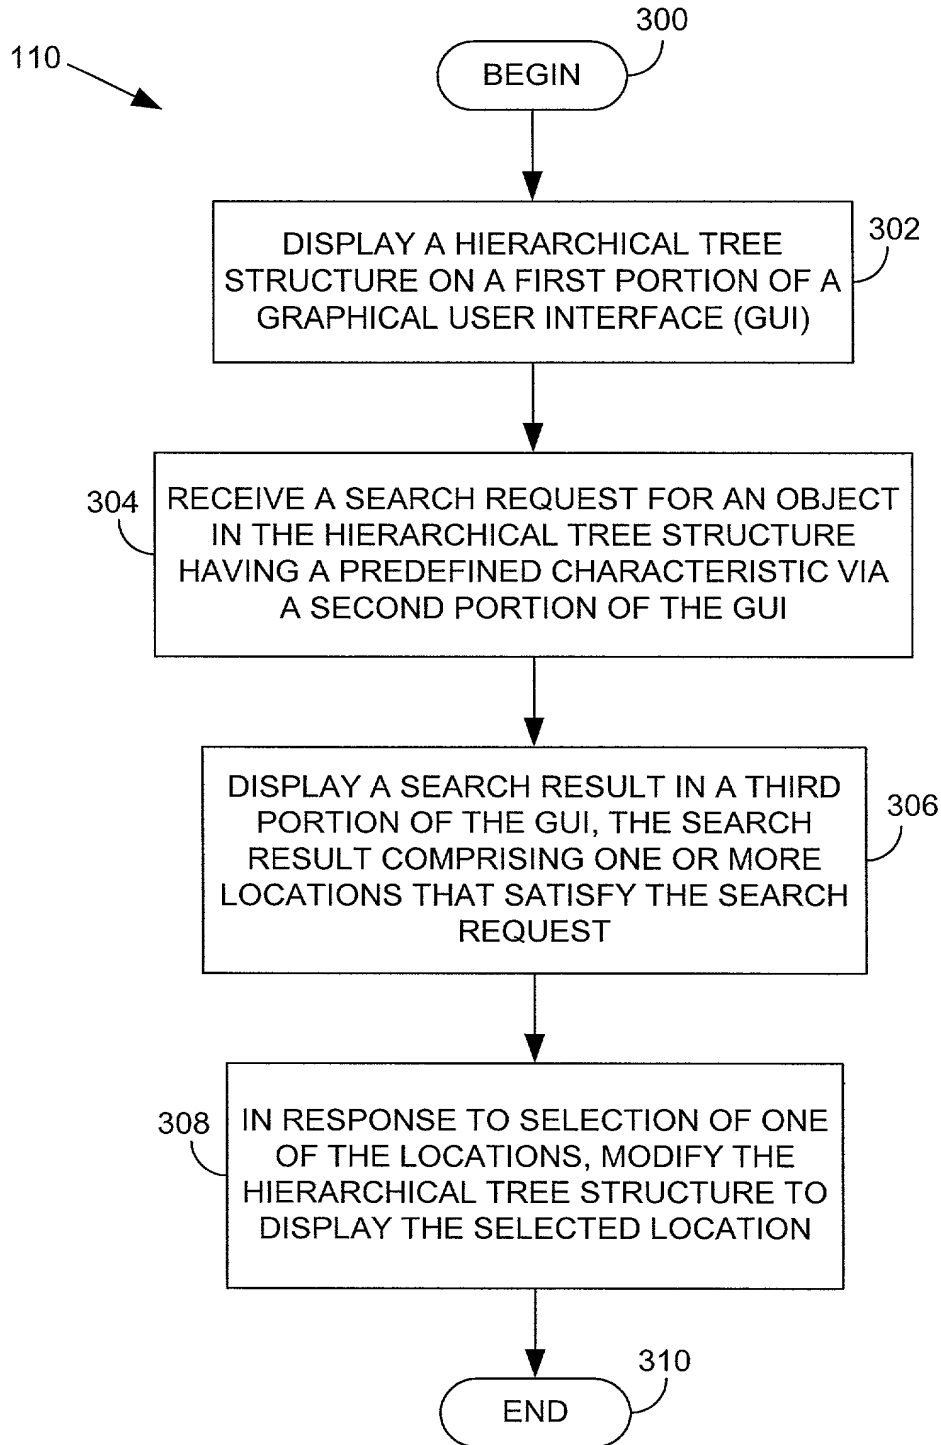 110
300
BEGIN
302
DISPLAY A HIERARCHICAL TREE
STRUCTURE ON A FIRST PORTION OF A
GRAPHICAL USER INTERFACE (GUI)
304
RECEIVE A SEARCH REQUEST FOR AN OBJECT
IN THE HIERARCHICAL TREE STRUCTURE
HAVING A PREDEFINED CHARACTERISTIC VIA
A SECOND PORTION OF THE GUI
306
DISPLAY A SEARCH RESULT IN A THIRD
PORTION OF THE GUI, THE SEARCH
RESULT COMPRISING ONE OR MORE
LOCATIONS THAT SATISFY THE SEARCH
REQUEST
308
IN RESPONSE TO SELECTION OF ONE
OF THE LOCATIONS, MODIFY THE
HIERARCHICAL TREE STRUCTURE TO
DISPLAY THE SELECTED LOCATION
310
END